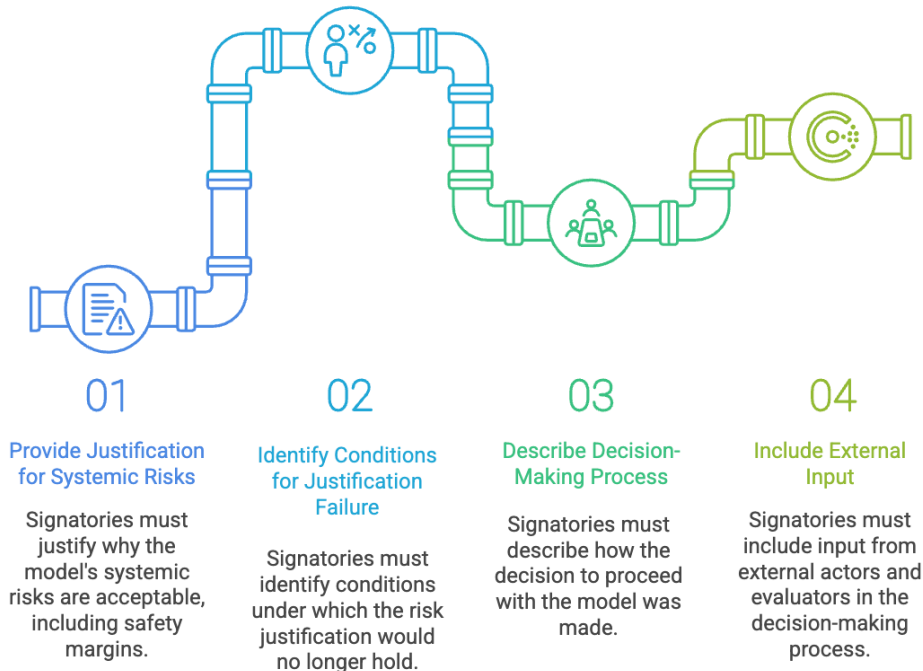 01
Provide Justification
for Systemic Risks
Signatories must
justify why the
model's systemic
risks are acceptable,
including safety
margins.
02
Identify Conditions
for Justification
Failure
Signatories must
identify conditions
under which the risk
justification would
no longer hold.
03
Describe Decision-
Making Process
Signatories must
describe how the
decision to proceed
with the model was
made.
04
Include External
Input
Signatories must
include input from
external actors and
evaluators in the
decision-making
process.